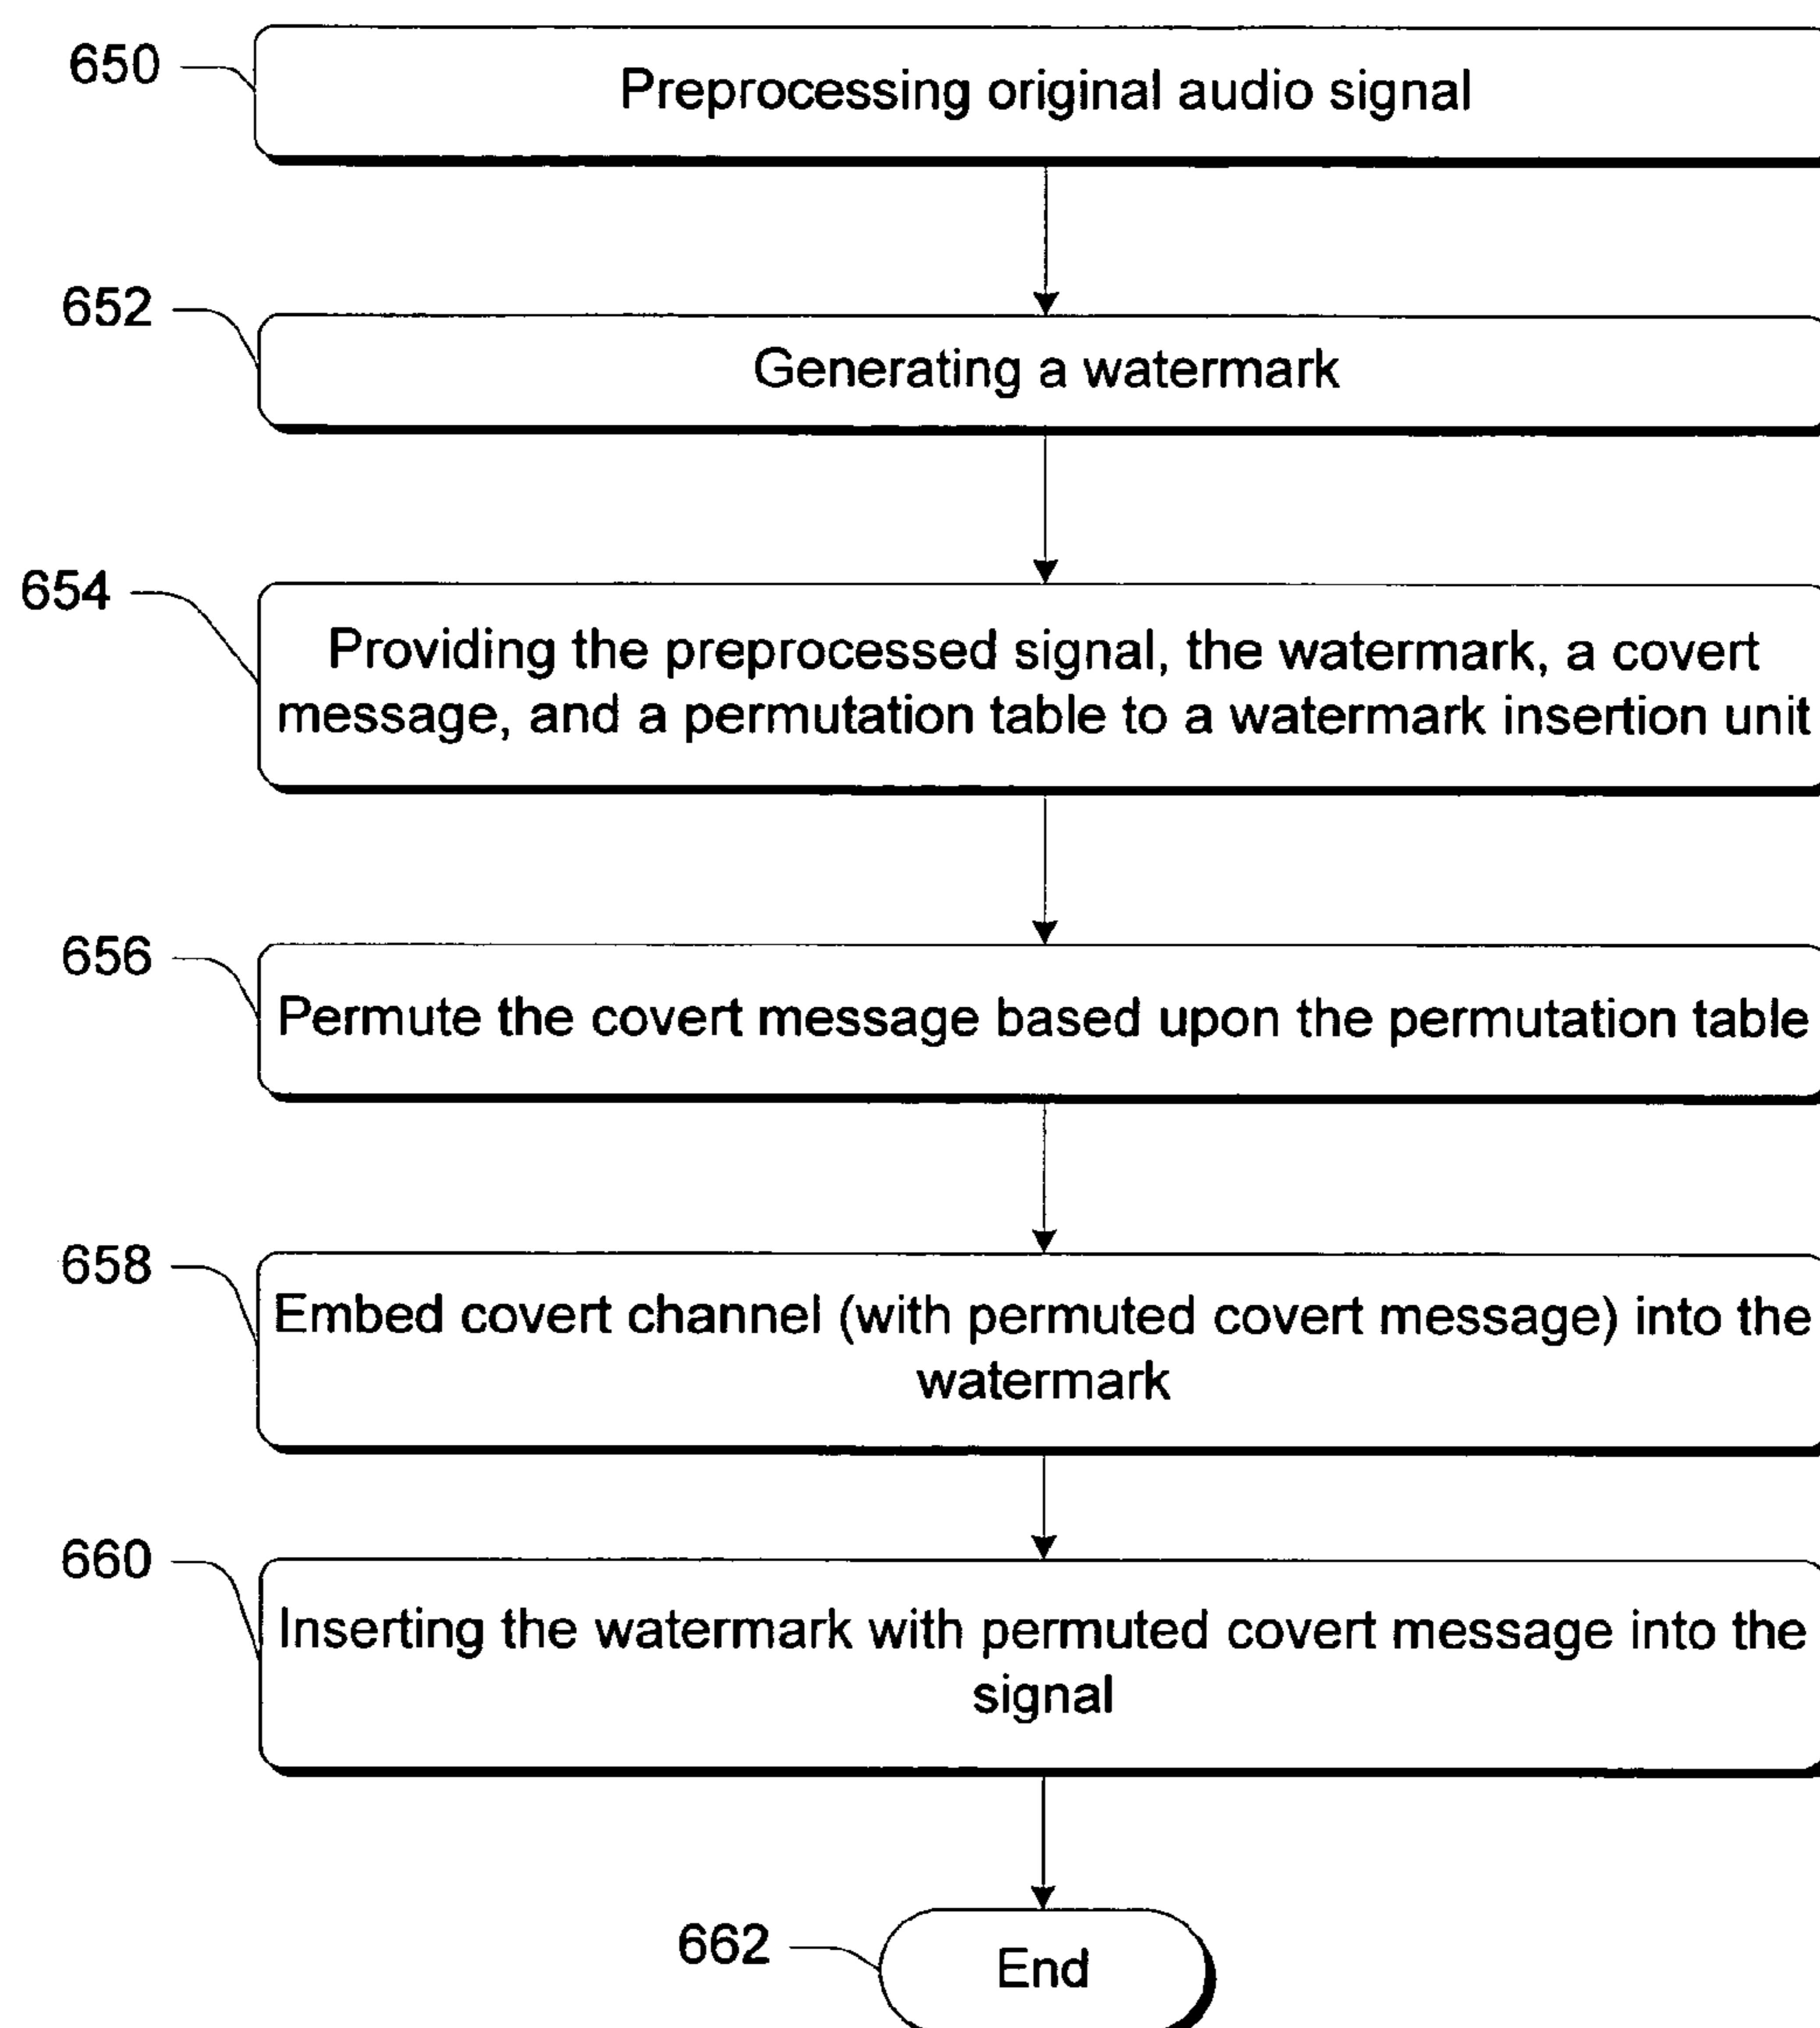 650
Preprocessing original audio signal
652
Generating a watermark
654
Providing the preprocessed signal, the watermark, a covert
message, and a permutation table to a watermark insertion unit
656
Permute the covert message based upon the permutation table
658
Embed covert channel (with permuted covert message) into the
watermark
660
Inserting the watermark with permuted covert message into the
signal
662
End